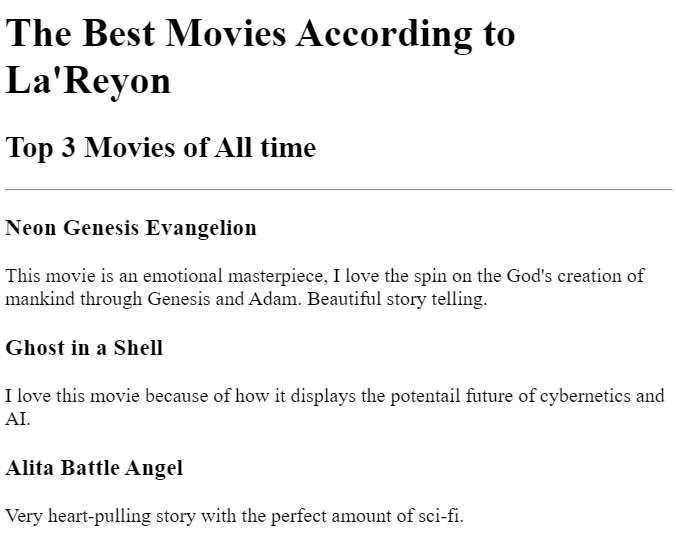 The Best Movies According to
La'Reyon
Top 3 Movies of All time
Neon Genesis Evangelion
This movie is an emotional masterpiece, I love the spin on the God's creation of
mankind through Genesis and Adam. Beautiful story telling.
Ghost in a Shell
I love this movie because of how it displays the potentail future of cybernetics and
AI.
Alita Battle Angel
Very heart-pulling story with the perfect amount of sci-fi.